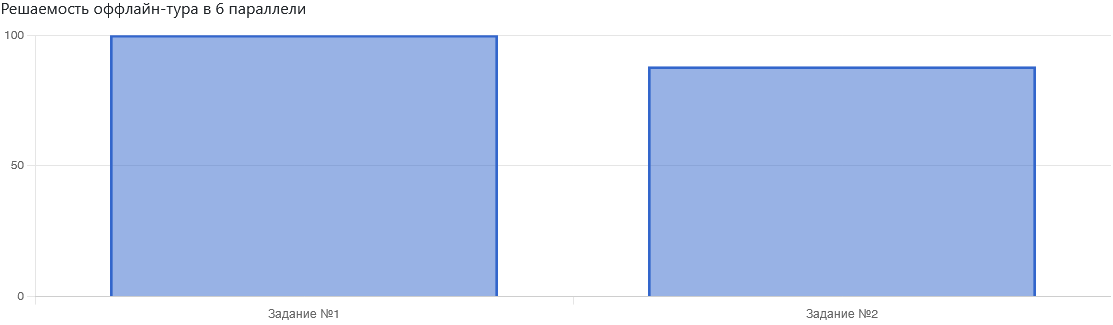 Решаемость оффлайн-тура в 6 параллели
100
50
0
Задание №1
Задание №2